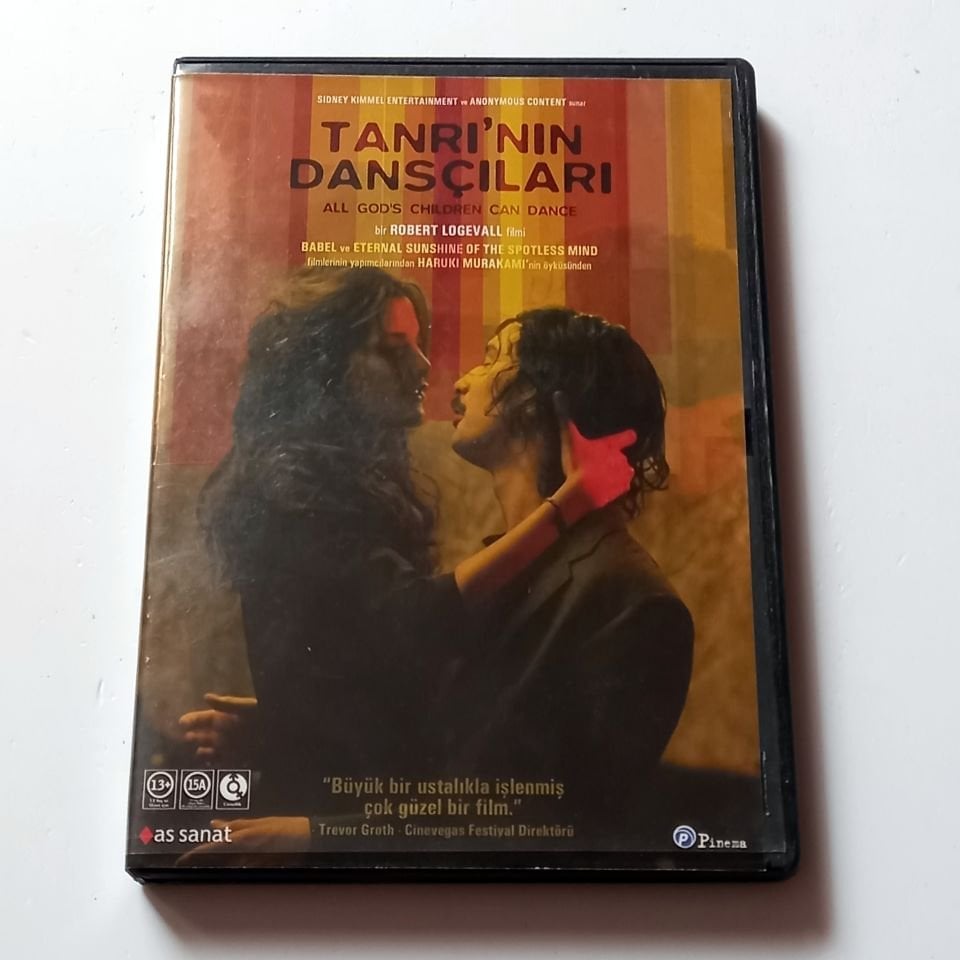 SIDNEY KIMMEL ENTERTAINMENT ve ANONYMOUS CONTENT sunar
TANRI'NIN
DANSÇILARI
ALL GOD'S CHILDREN CAN DANCE
bir ROBERT LOGEVALL filmi
BABEL ve ETERNAL SUNSHINE OF THE SPOTLESS MIND
filmlerinin yapımcılarından HARUKI MURAKAMI'nin öyküsünden
"Büyük bir ustalıkla işlenmiş
çok güzel bir film."
Trevor Groth - Cinevegas Festiyal Direktörü
13+ 15A
Cinsellik
as sanat
P Pinema